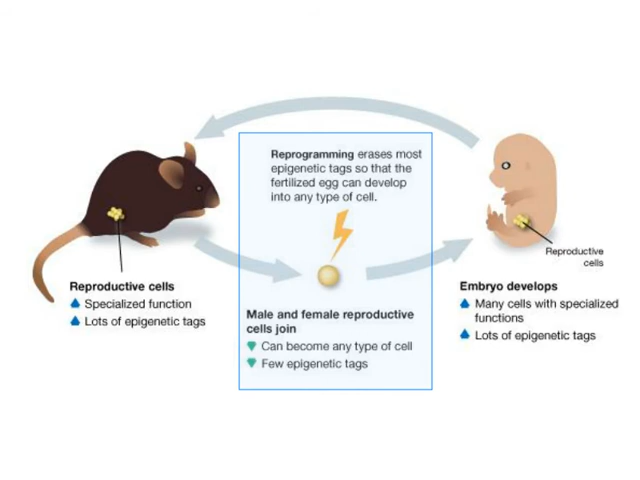 Reprogramming erases most
epigenetic tags so that the
fertilized egg can develop
into any type of cell.
Reproductive
cells
Reproductive cells
Specialized function
Lots of epigenetic tags
Male and female reproductive
cells join
Can become any type of cell
Few epigenetic tags
Embryo develops
Many cells with specialized
functions
Lots of epigenetic tags